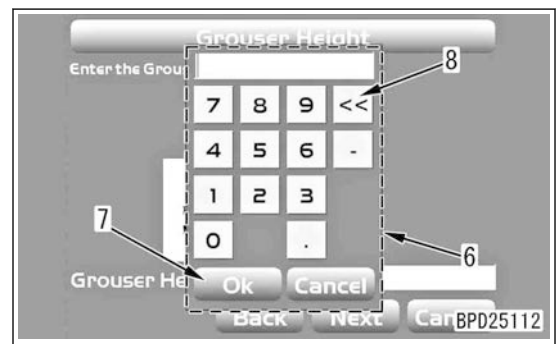 Grouser Height
Enter the Grou
8
7 8 9 <<
4 5 6 -
1 2 3
7
0 .
6
Grouser He
Ok Cancel
Back Next Can
BPD25112